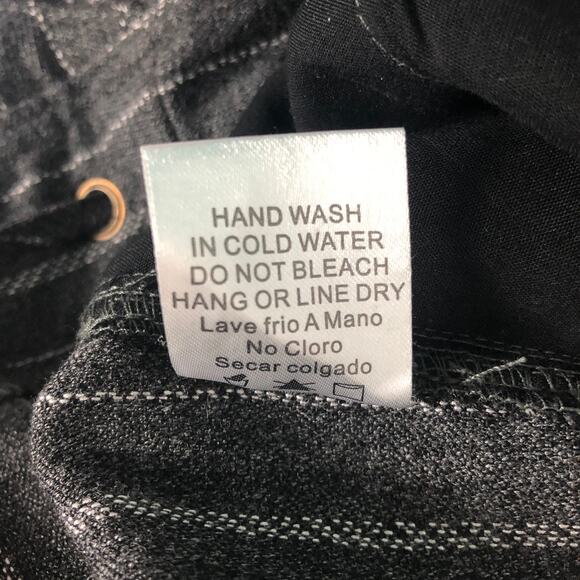 HAND WASH
IN COLD WATER
DO NOT BLEACH
HANG OR LINE DRY
Lave frio A Mano
No Cloro
Secar colgado